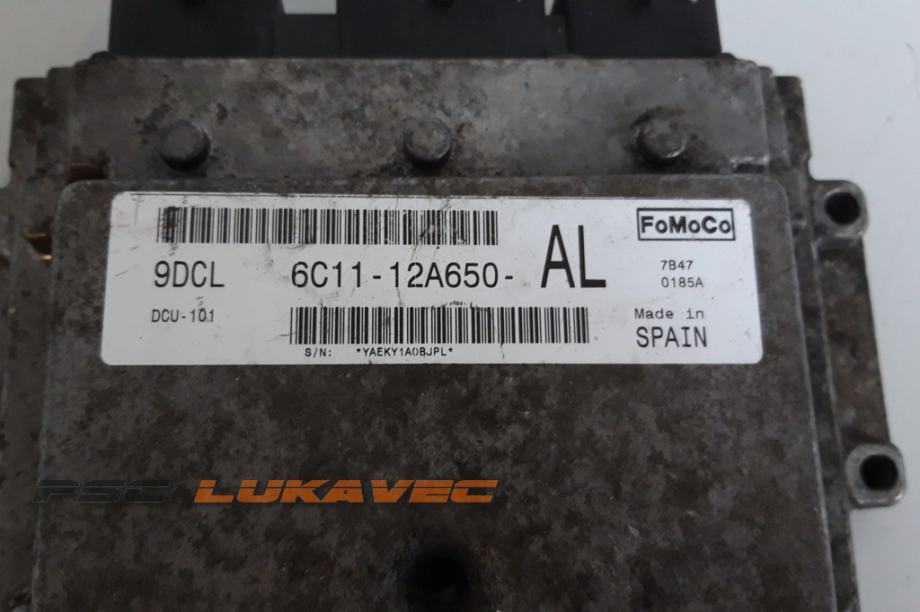 FoMoCo
9DCL 6C11-12A650- AL
7B47
0185A
DCU-101
Made in
SPAIN
S/N: *YAEKY1A0BJPL*
PSC LUKAVEC